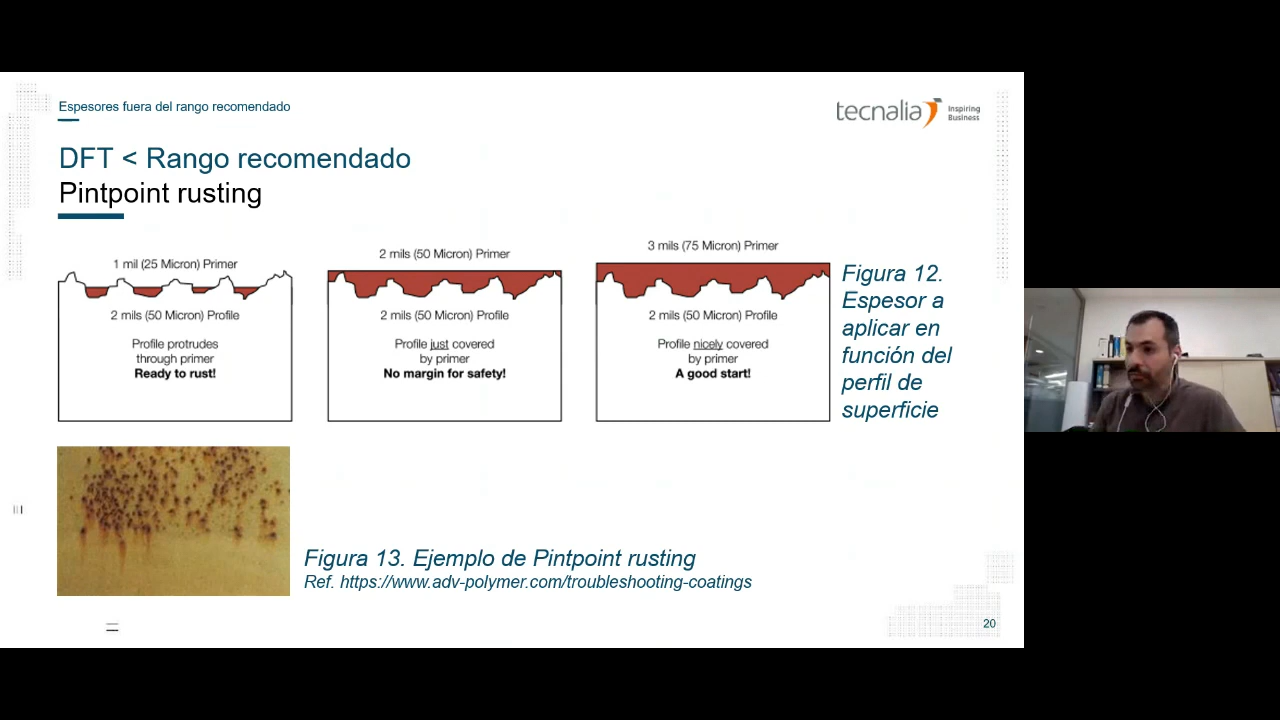 Espesores fuera del rango recomendado
tecnalia
Inspiring
Business
DFT < Rango recomendado
Pintpoint rusting
1 mil (25 Micron) Primer
2 mils (50 Micron) Profile
Profile protrudes
through primer
Ready to rust!
2 mils (50 Micron) Primer
2 mils (50 Micron) Profile
Profile just covered
by primer
No margin for safety!
3 mils (75 Micron) Primer
2 mils (50 Micron) Profile
Profile nicely covered
by primer
A good start!
Figura 12.
Espesor a
aplicar en
función del
perfil de
superficie
Figura 13. Ejemplo de Pintpoint rusting
Ref. https://www.adv-polymer.com/troubleshooting-coatings
20